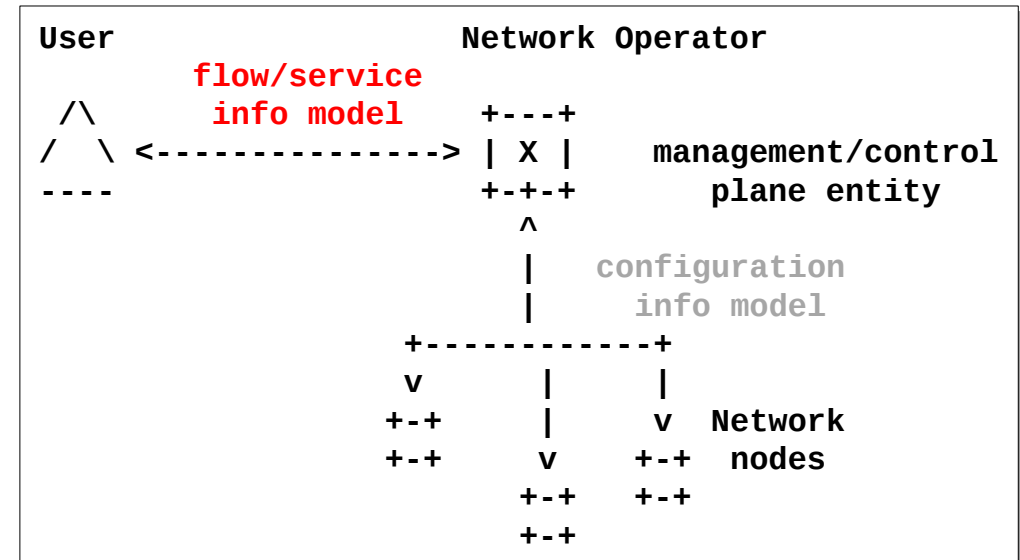 User                  Network Operator
        flow/service
 /\      info model    +---+
/  \ <---------------> | X |    management/control
----                   +-+-+       plane entity
                         ^
                         |   configuration
                         |     info model
                   +------------+
                   v      |     |
                  +-+     |     v  Network
                  +-+     v    +-+  nodes
                         +-+   +-+
                         +-+